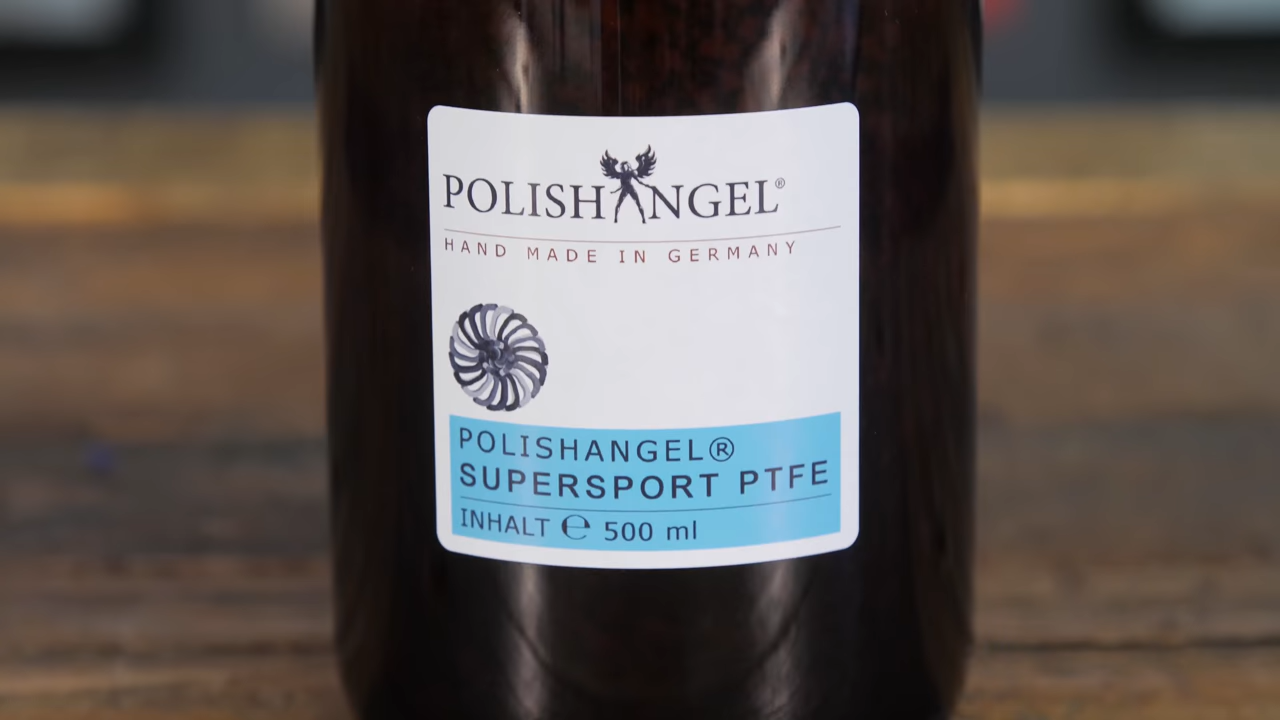 POLISHANGEL®
HAND MADE IN GERMANY
POLISHANGEL®
SUPERSPORT PTFE
INHALT ℮ 500 ml